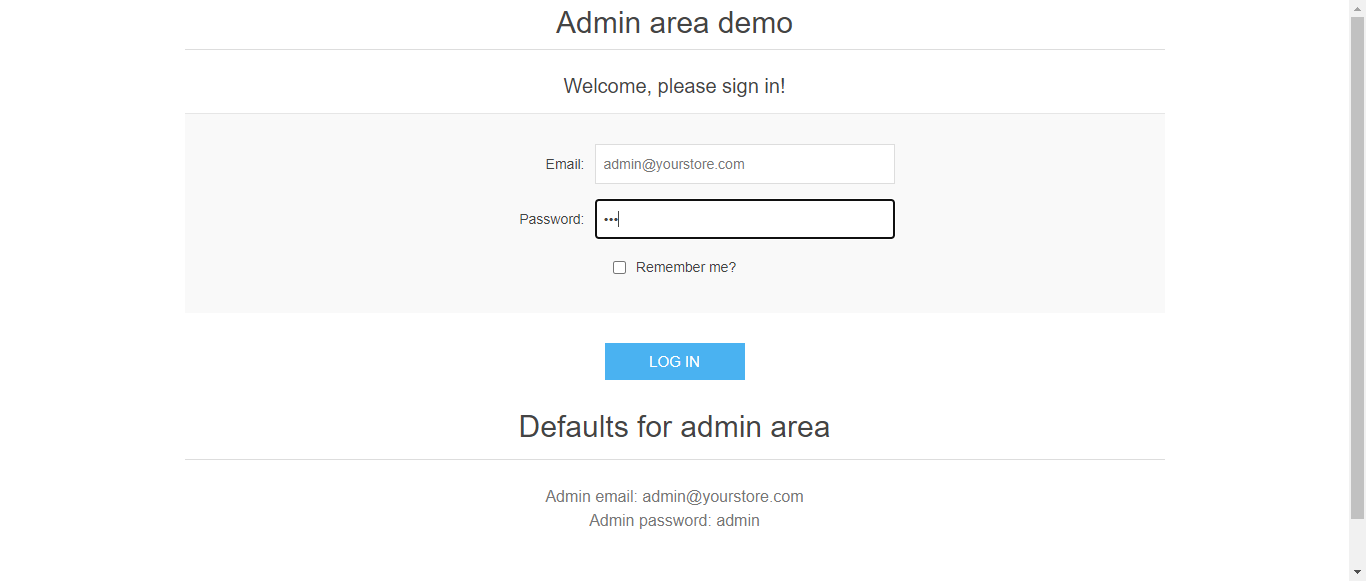 Admin area demo
Welcome, please sign in!
Email: admin@yourstore.com
Password: •••
Remember me?
LOG IN
Defaults for admin area
Admin email: admin@yourstore.com
Admin password: admin